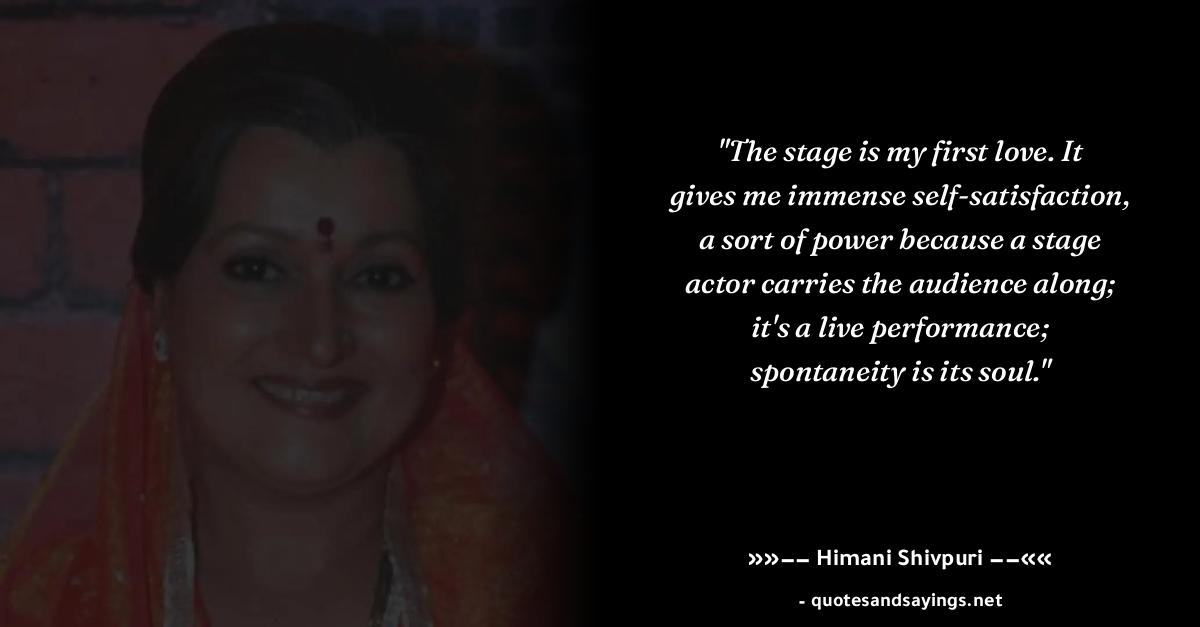 "The stage is my first love. It
gives me immense self-satisfaction,
a sort of power because a stage
actor carries the audience along;
it's a live performance;
spontaneity is its soul."
»»−− Himani Shivpuri −−««
- quotesandsayings.net